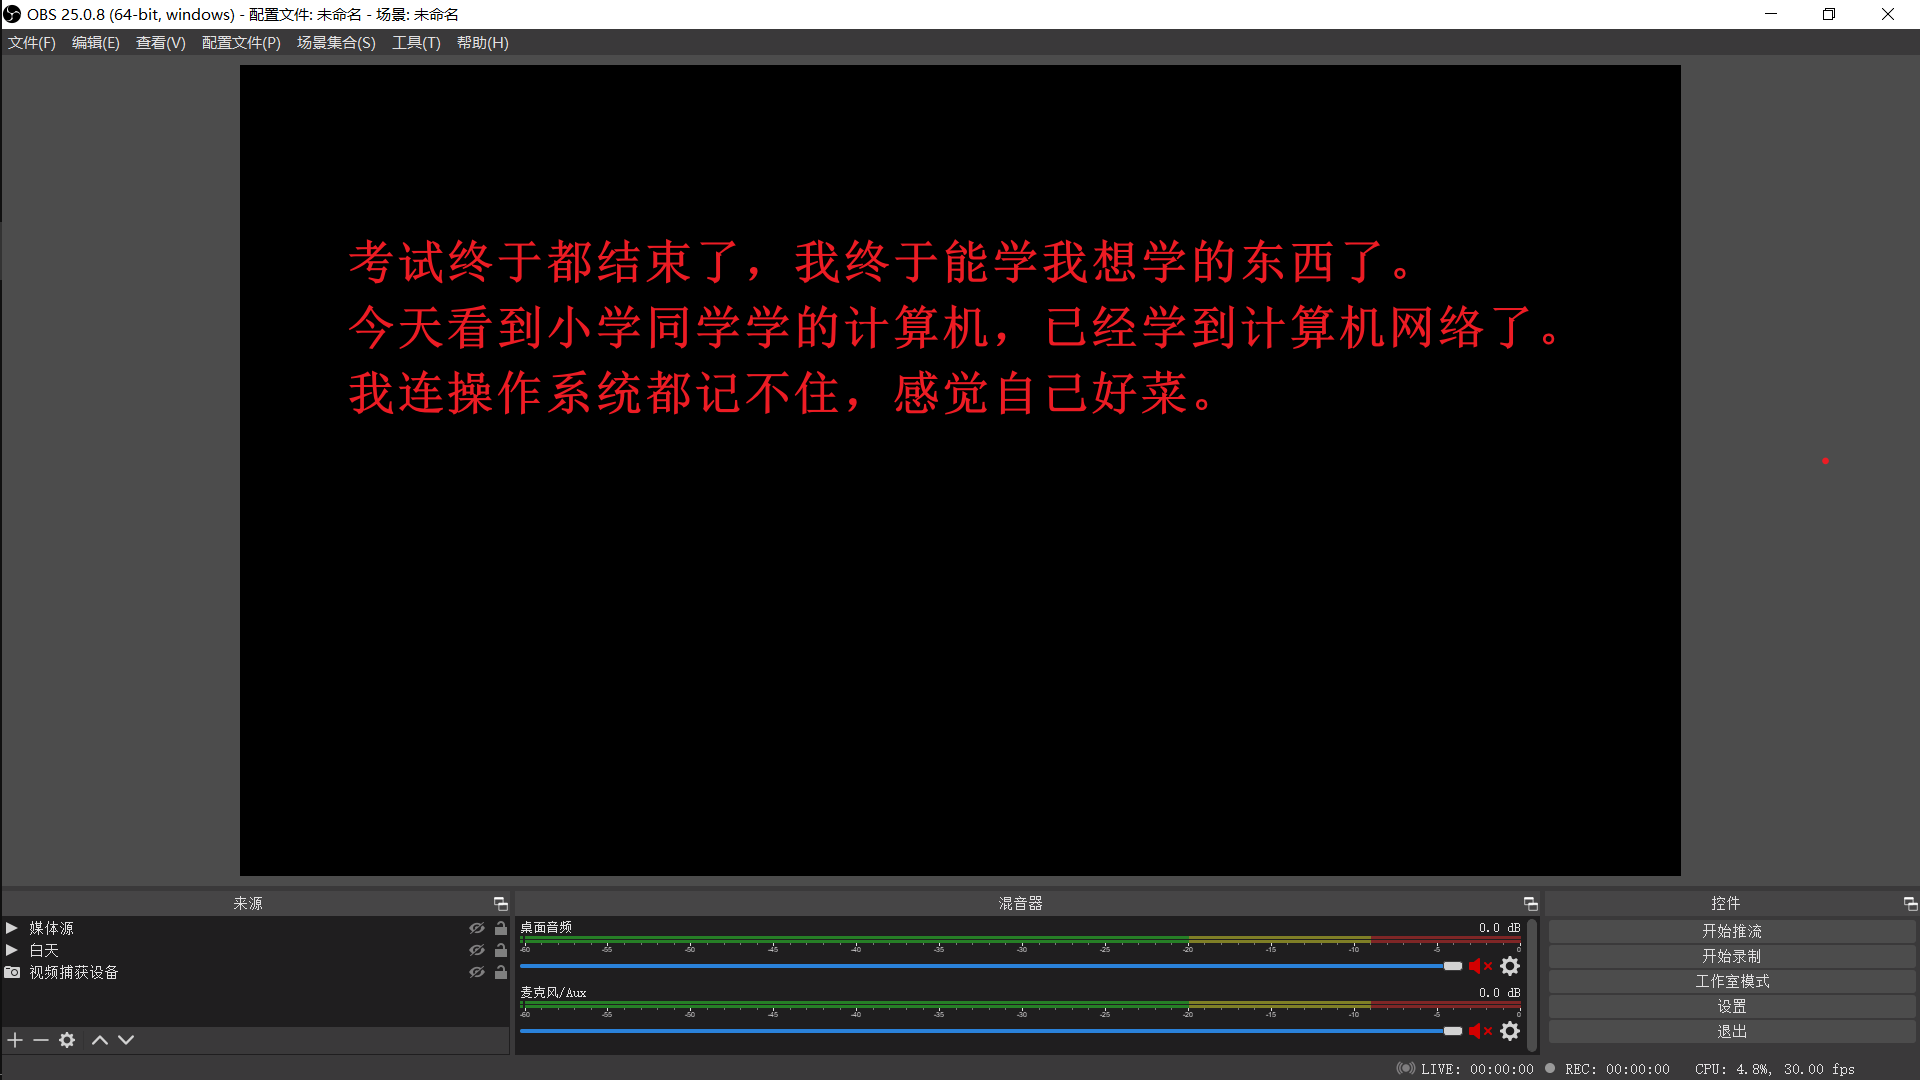 OBS 25.0.8 (64-bit, windows) - 配置文件: 未命名 - 场景: 未命名
文件(F) 编辑(E) 查看(V) 配置文件(P) 场景集合(S) 工具(T) 帮助(H)
考试终于都结束了，我终于能学我想学的东西了。
今天看到小学同学学的计算机，已经学到计算机网络了。
我连操作系统都记不住，感觉自己好菜。
来源
媒体源
白天
视频捕获设备
混音器
桌面音频 0.0 dB
-60 -55 -50 -45 -40 -35 -30 -25 -20 -15 -10 -5 0
麦克风/Aux 0.0 dB
-60 -55 -50 -45 -40 -35 -30 -25 -20 -15 -10 -5 0
控件
开始推流
开始录制
工作室模式
设置
退出
LIVE: 00:00:00 REC: 00:00:00 CPU: 4.8%, 30.00 fps